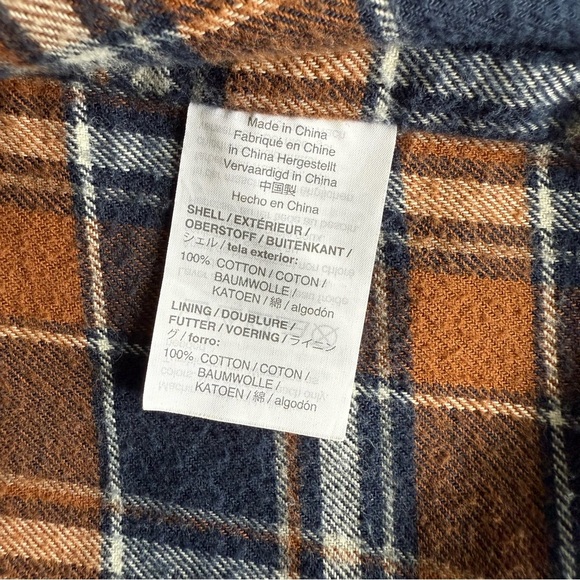 Made in China
Fabriqué en Chine
in China Hergestellt
Vervaardigd in China
中国製
Hecho en China
SHELL / EXTÉRIEUR /
OBERSTOFF / BUITENKANT /
シェル / tela exterior:
100% COTTON / COTON /
BAUMWOLLE /
KATOEN / 綿 / algodón
LINING / DOUBLURE /
FUTTER / VOERING / ライニン
グ / forro:
100% COTTON / COTON /
BAUMWOLLE /
KATOEN / 綿 / algodón